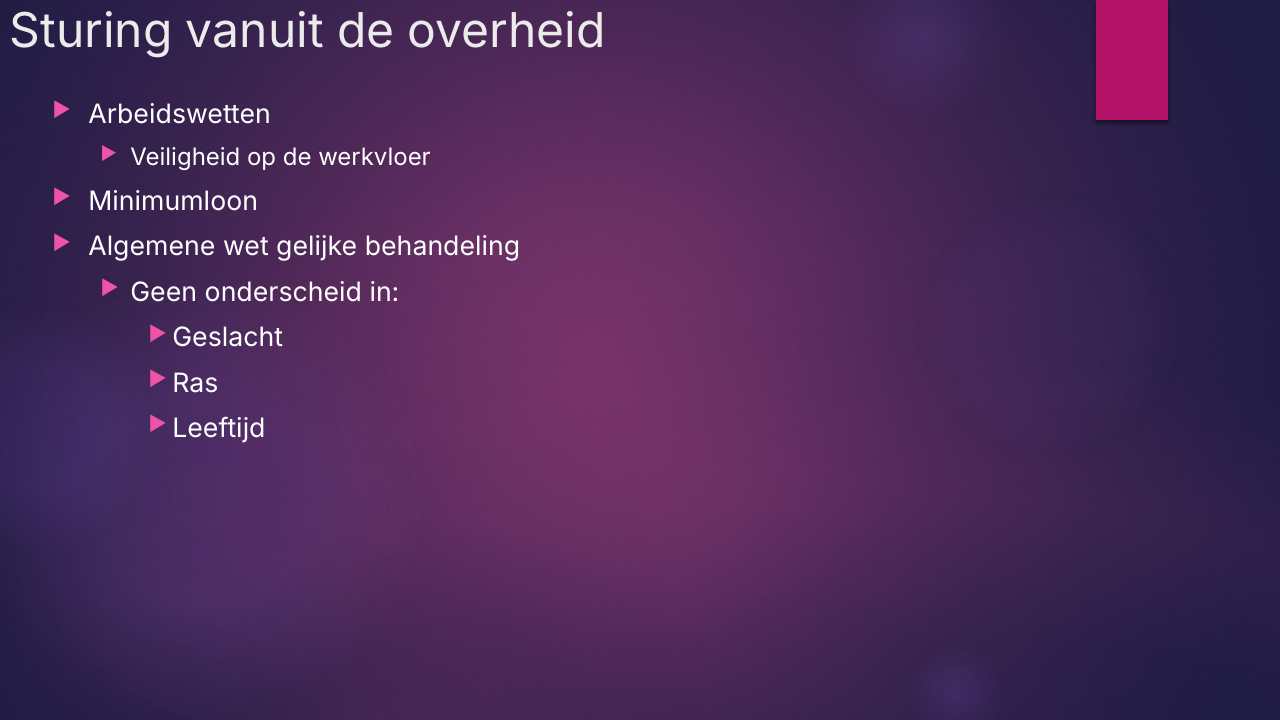 Sturing vanuit de overheid
Arbeidswetten
Veiligheid op de werkvloer
Minimumloon
Algemene wet gelijke behandeling
Geen onderscheid in:
Geslacht
Ras
Leeftijd